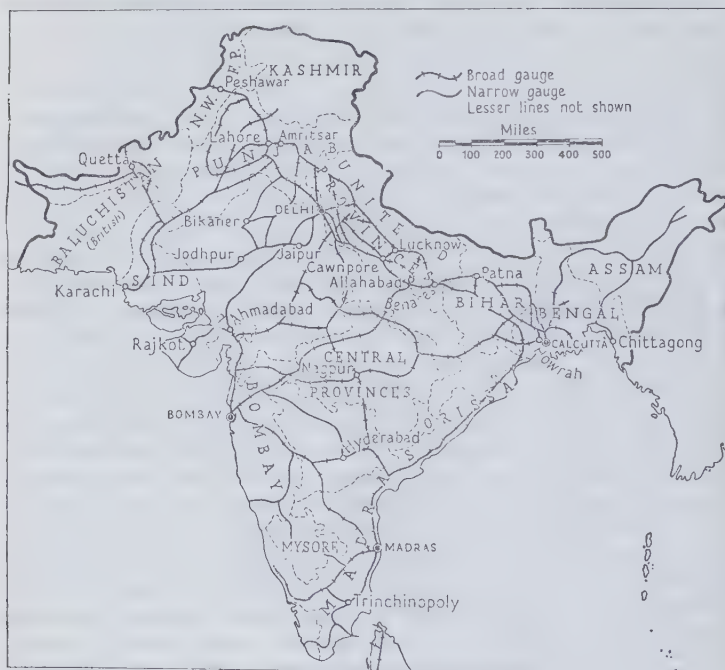 Broad gauge
Narrow gauge
Lesser lines not shown
Miles
0 100 200 300 400 500
KASHMIR
N.W.F.P.
Peshawar
Lahore
Amritsar
PUNJAB
Quetta
BALUCHISTAN
(British)
UNITED
PROVINCES
Bikaner
DELHI
Jodhpur
Jaipur
Lucknow
Cawnpore
Allahabad
Benares
Patna
ASSAM
Karachi
SIND
BIHAR
BENGAL
Ahmadabad
Rajkot
CALCUTTA
Chittagong
owrah
CENTRAL
Nagpur
PROVINCES
ORISSA
BOMBAY
BOMBAY
Hyderabad
MADRAS
MYSORE
MADRAS
Trinchinopoly